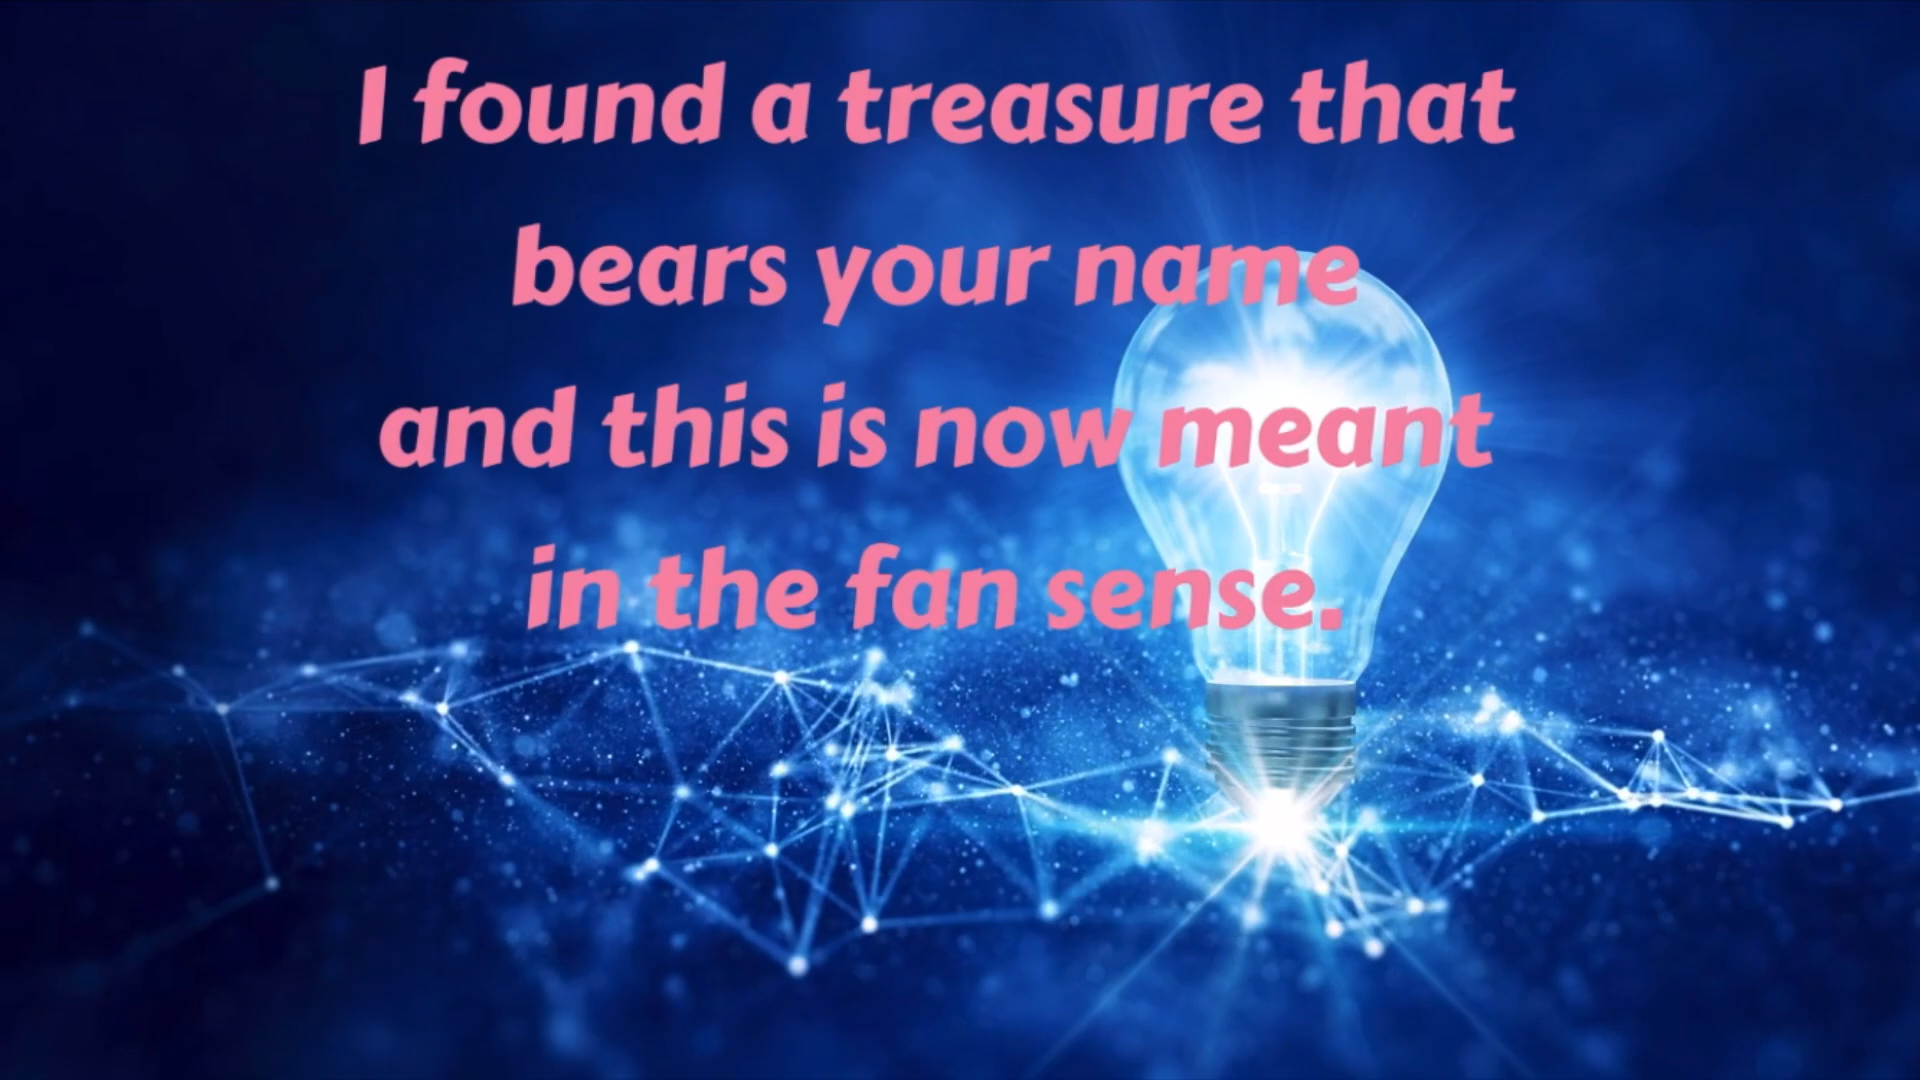 I found a treasure that
bears your name
and this is now meant
in the fan sense.